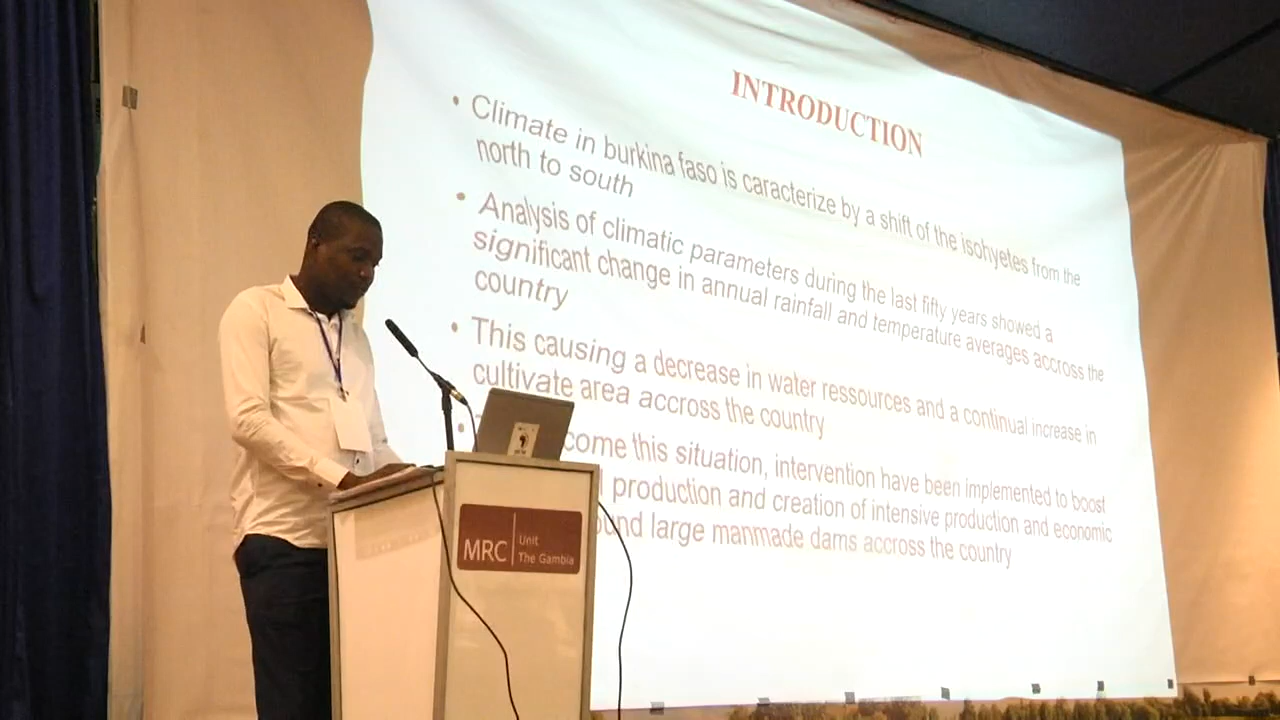 INTRODUCTION
• Climate in burkina faso is caracterize by a shift of the isohyetes from the
north to south
• Analysis of climatic parameters during the last fifty years showed a
significant change in annual rainfall and temperature averages accross the
country
• This causing a decrease in water ressources and a continual increase in
cultivate area accross the country
come this situation, intervention have been implemented to boost
production and creation of intensive production and economic
large manmade dams accross the country
MRC Unit
The Gambia